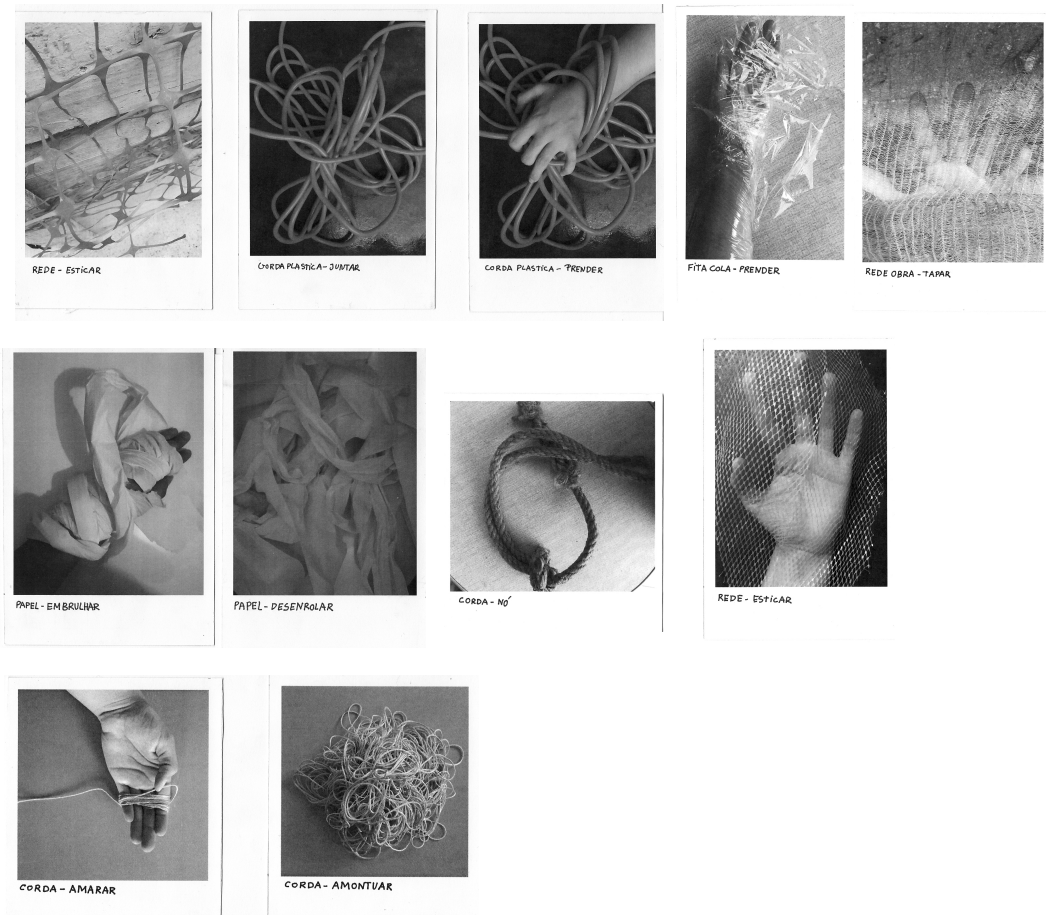 REDE - ESTICAR
CORDA PLASTICA - JUNTAR
CORDA PLASTICA - PRENDER
FITA COLA - PRENDER
REDE OBRA - TAPAR
PAPEL - EMBRULHAR
PAPEL - DESENROLAR
CORDA - NÓ
REDE - ESTICAR
CORDA - AMARAR
CORDA - AMONTUAR